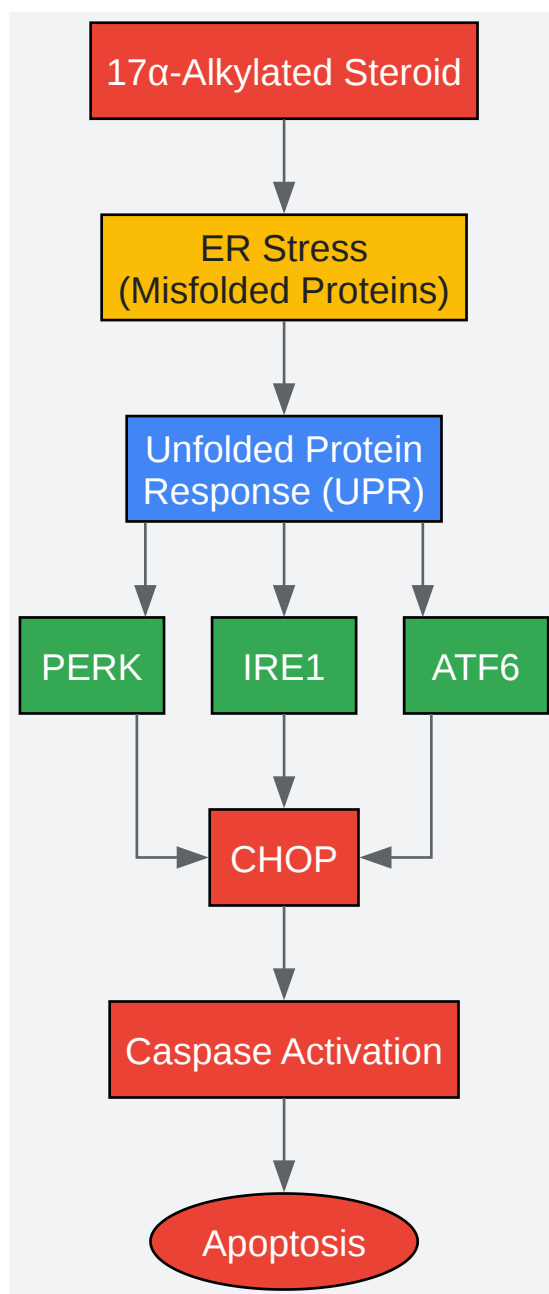 17α-Alkylated Steroid
ER Stress
(Misfolded Proteins)
Unfolded Protein
Response (UPR)
PERK
IRE1
ATF6
CHOP
Caspase Activation
Apoptosis